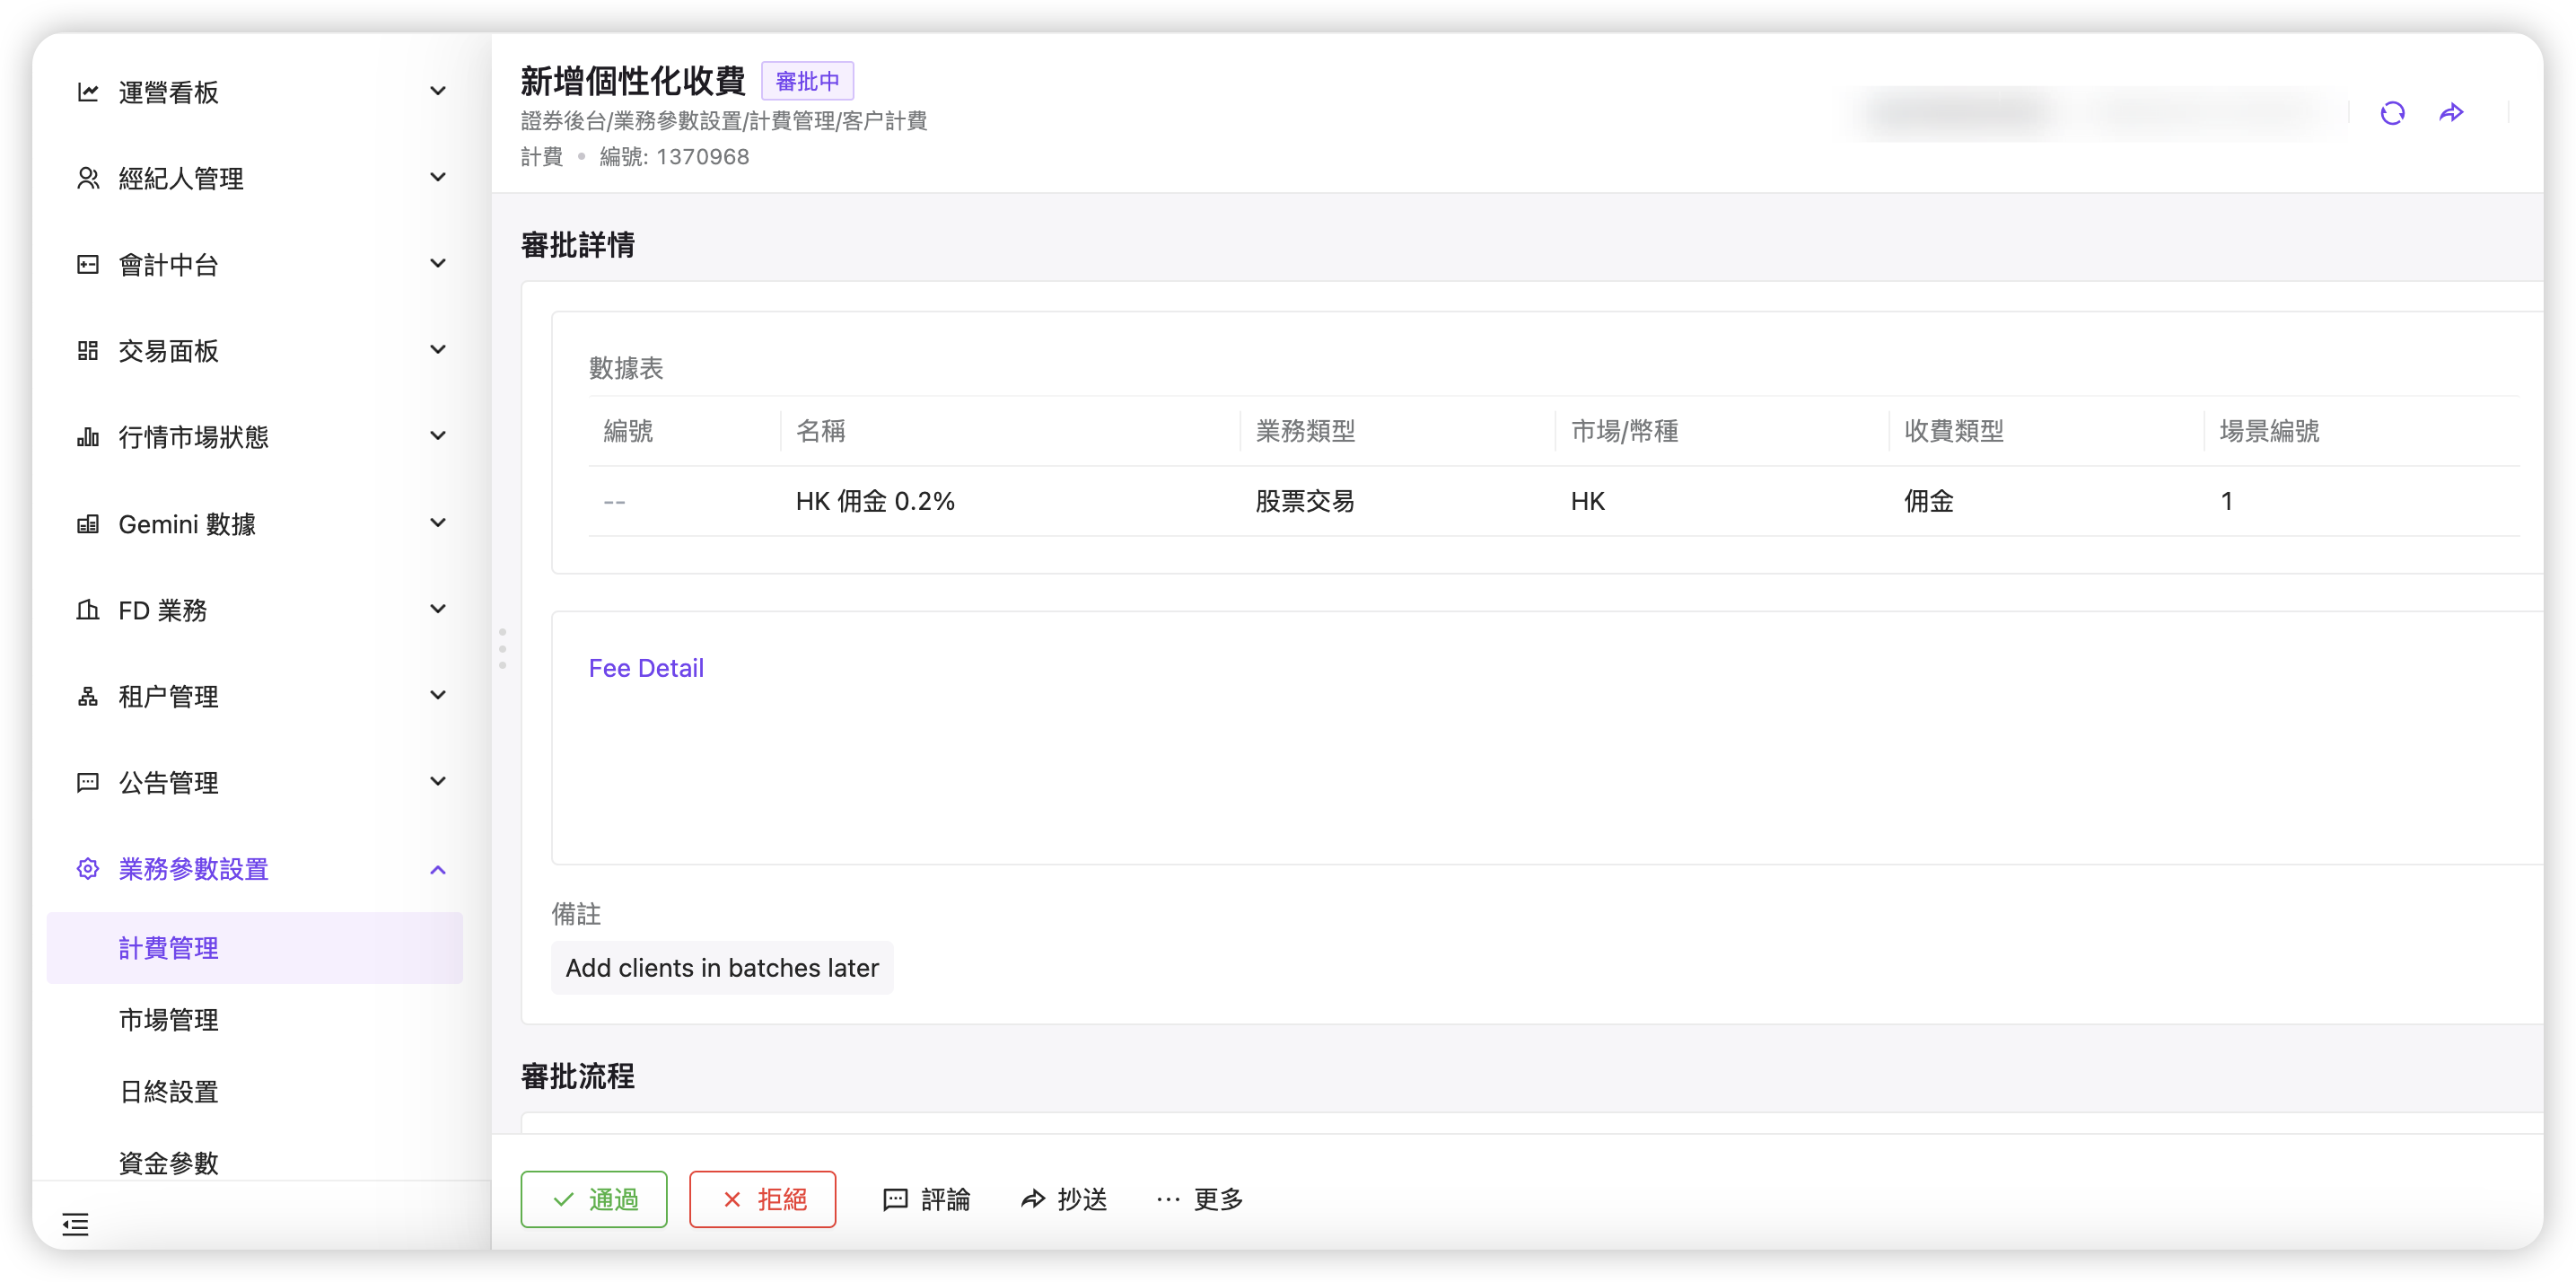 運營看板
經紀人管理
會計中台
交易面板
行情市場狀態
Gemini 數據
FD 業務
租户管理
公告管理
業務參數設置
計費管理
市場管理
日終設置
資金參數
新增個性化收費 審批中
證券後台/業務參數設置/計費管理/客户計費
計費 • 編號: 1370968
審批詳情
數據表
編號 名稱 業務類型 市場/幣種 收費類型 場景編號
-- HK 佣金 0.2% 股票交易 HK 佣金 1
Fee Detail
備註
Add clients in batches later
審批流程
通過 拒絕 評論 抄送 ··· 更多